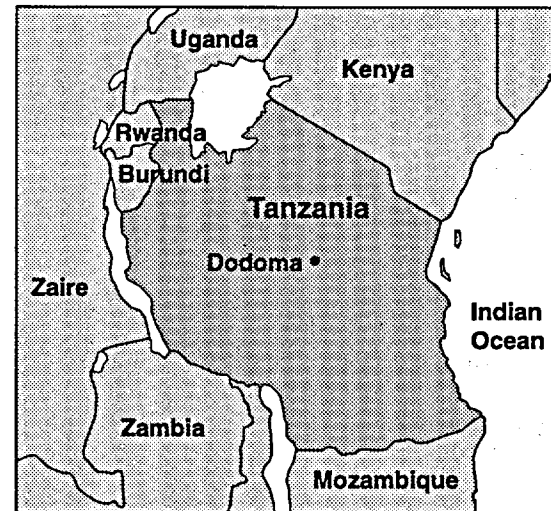 Uganda
Kenya
Rwanda
Burundi
Tanzania
Dodoma
Zaire
Indian
Ocean
Zambia
Mozambique